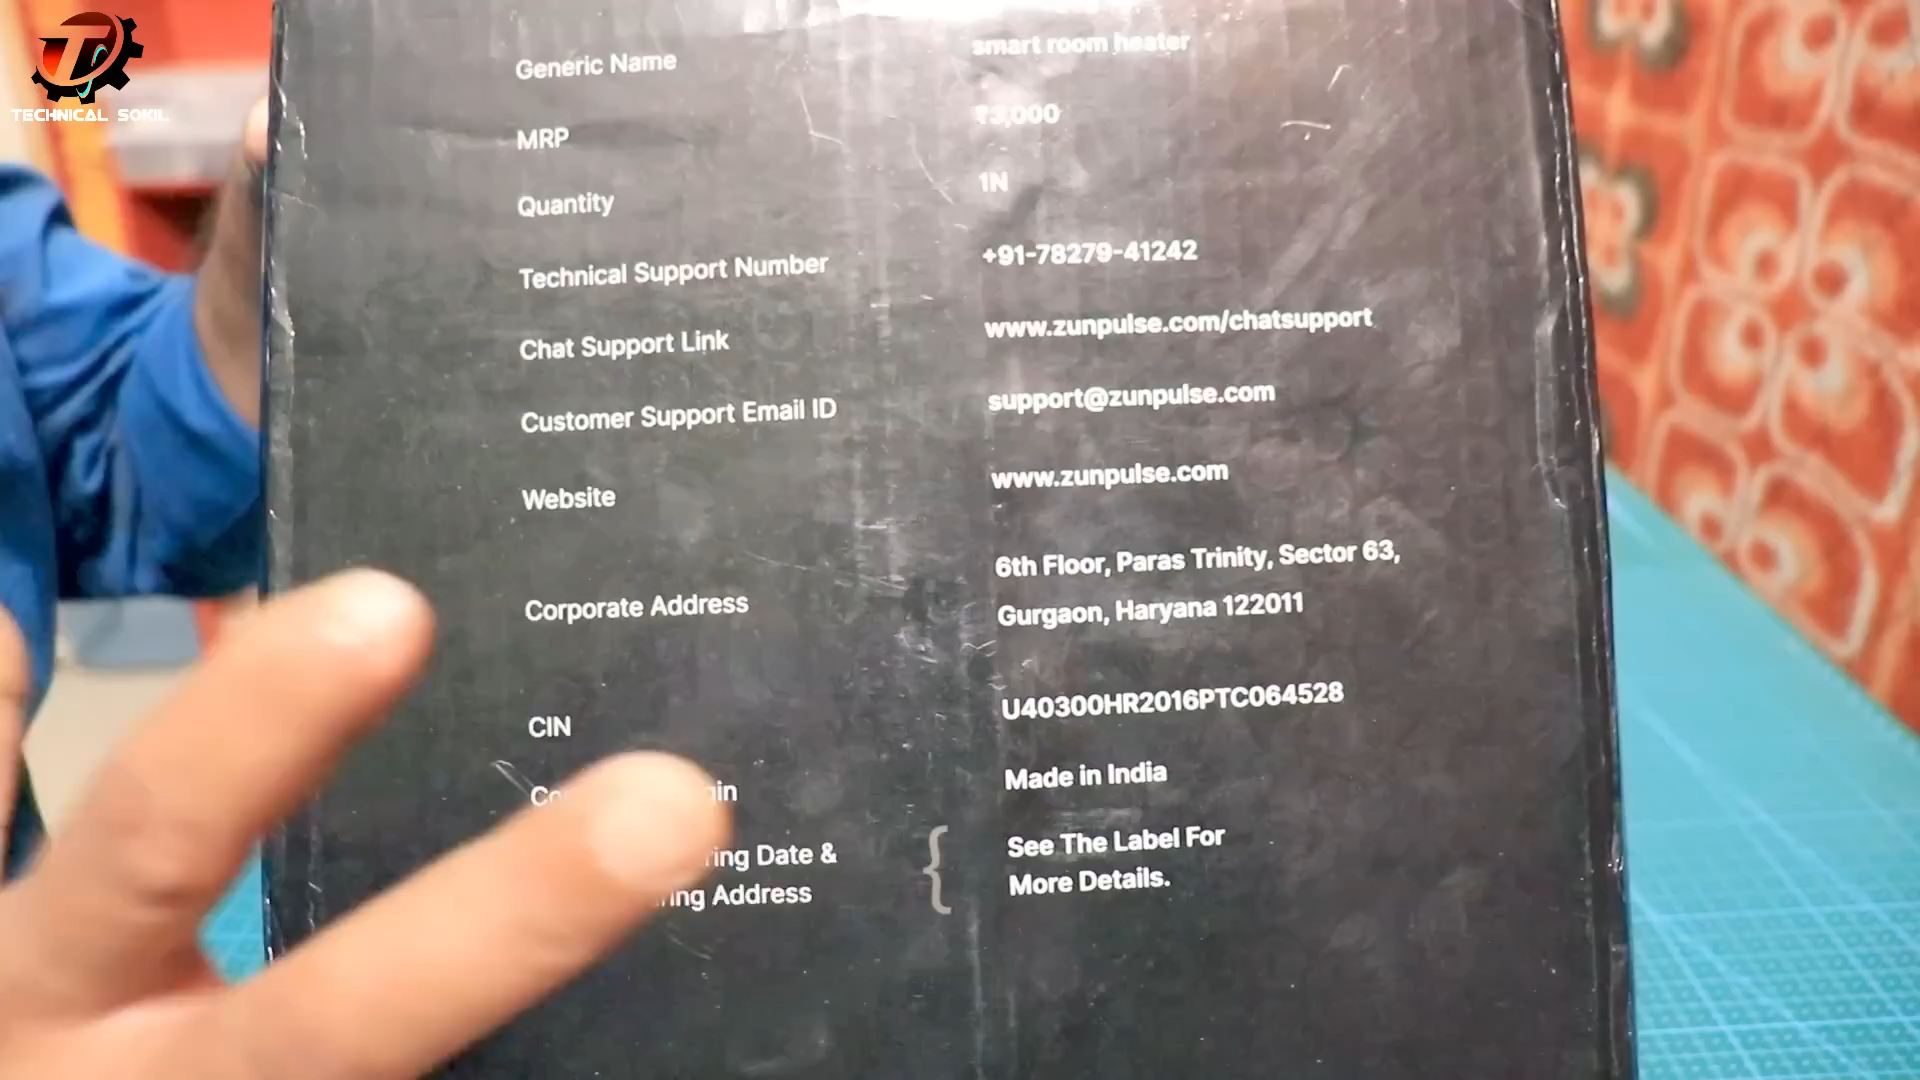 TECHNICAL SOKIL
Generic Name smart room heater
MRP ₹3,000
Quantity 1N
Technical Support Number +91-78279-41242
Chat Support Link www.zunpulse.com/chatsupport
Customer Support Email ID support@zunpulse.com
Website www.zunpulse.com
Corporate Address 6th Floor, Paras Trinity, Sector 63,
Gurgaon, Haryana 122011
CIN U40300HR2016PTC064528
Made in India
Date & See The Label For
Address More Details.